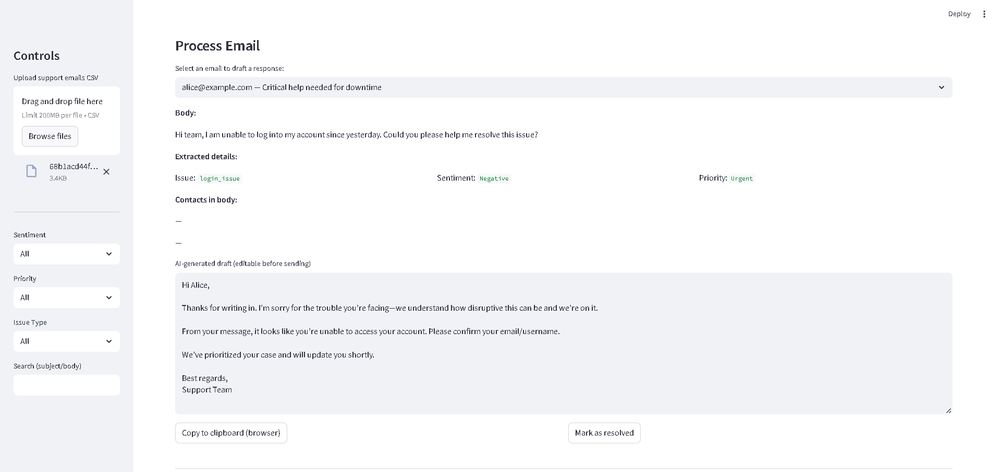 Deploy
Controls
Upload support emails CSV
Drag and drop file here
Limit 200MB per file • CSV
Browse files
68b1acd44f...
3.4KB
Sentiment
All
Priority
All
Issue Type
All
Search (subject/body)
Process Email
Select an email to draft a response:
alice@example.com — Critical help needed for downtime
Body:
Hi team, I am unable to log into my account since yesterday. Could you please help me resolve this issue?
Extracted details:
Issue: login_issue
Sentiment: Negative
Priority: Urgent
Contacts in body:
—
—
AI-generated draft (editable before sending)
Hi Alice,
Thanks for writing in. I’m sorry for the trouble you’re facing—we understand how disruptive this can be and we’re on it.
From your message, it looks like you’re unable to access your account. Please confirm your email/username.
We’ve prioritized your case and will update you shortly.
Best regards,
Support Team
Copy to clipboard (browser)
Mark as resolved